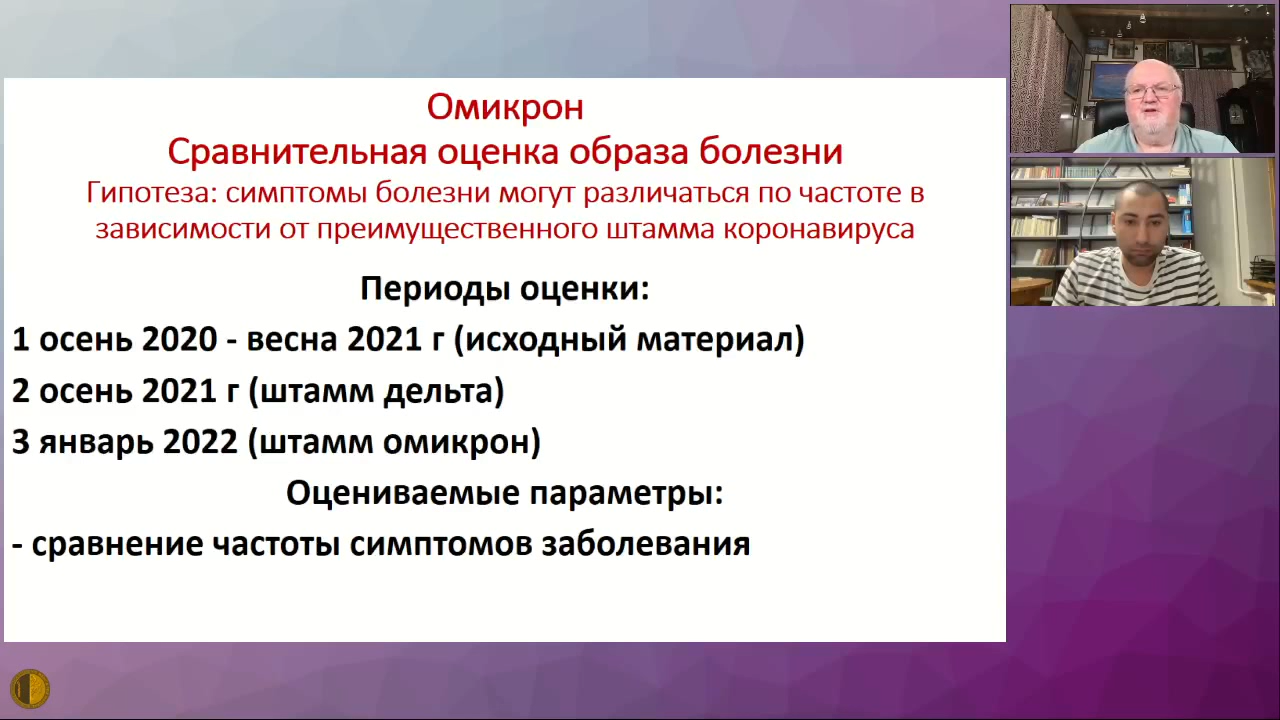 Омикрон
Сравнительная оценка образа болезни
Гипотеза: симптомы болезни могут различаться по частоте в
зависимости от преимущественного штамма коронавируса
Периоды оценки:
1 осень 2020 - весна 2021 г (исходный материал)
2 осень 2021 г (штамм дельта)
3 январь 2022 (штамм омикрон)
Оцениваемые параметры:
- сравнение частоты симптомов заболевания